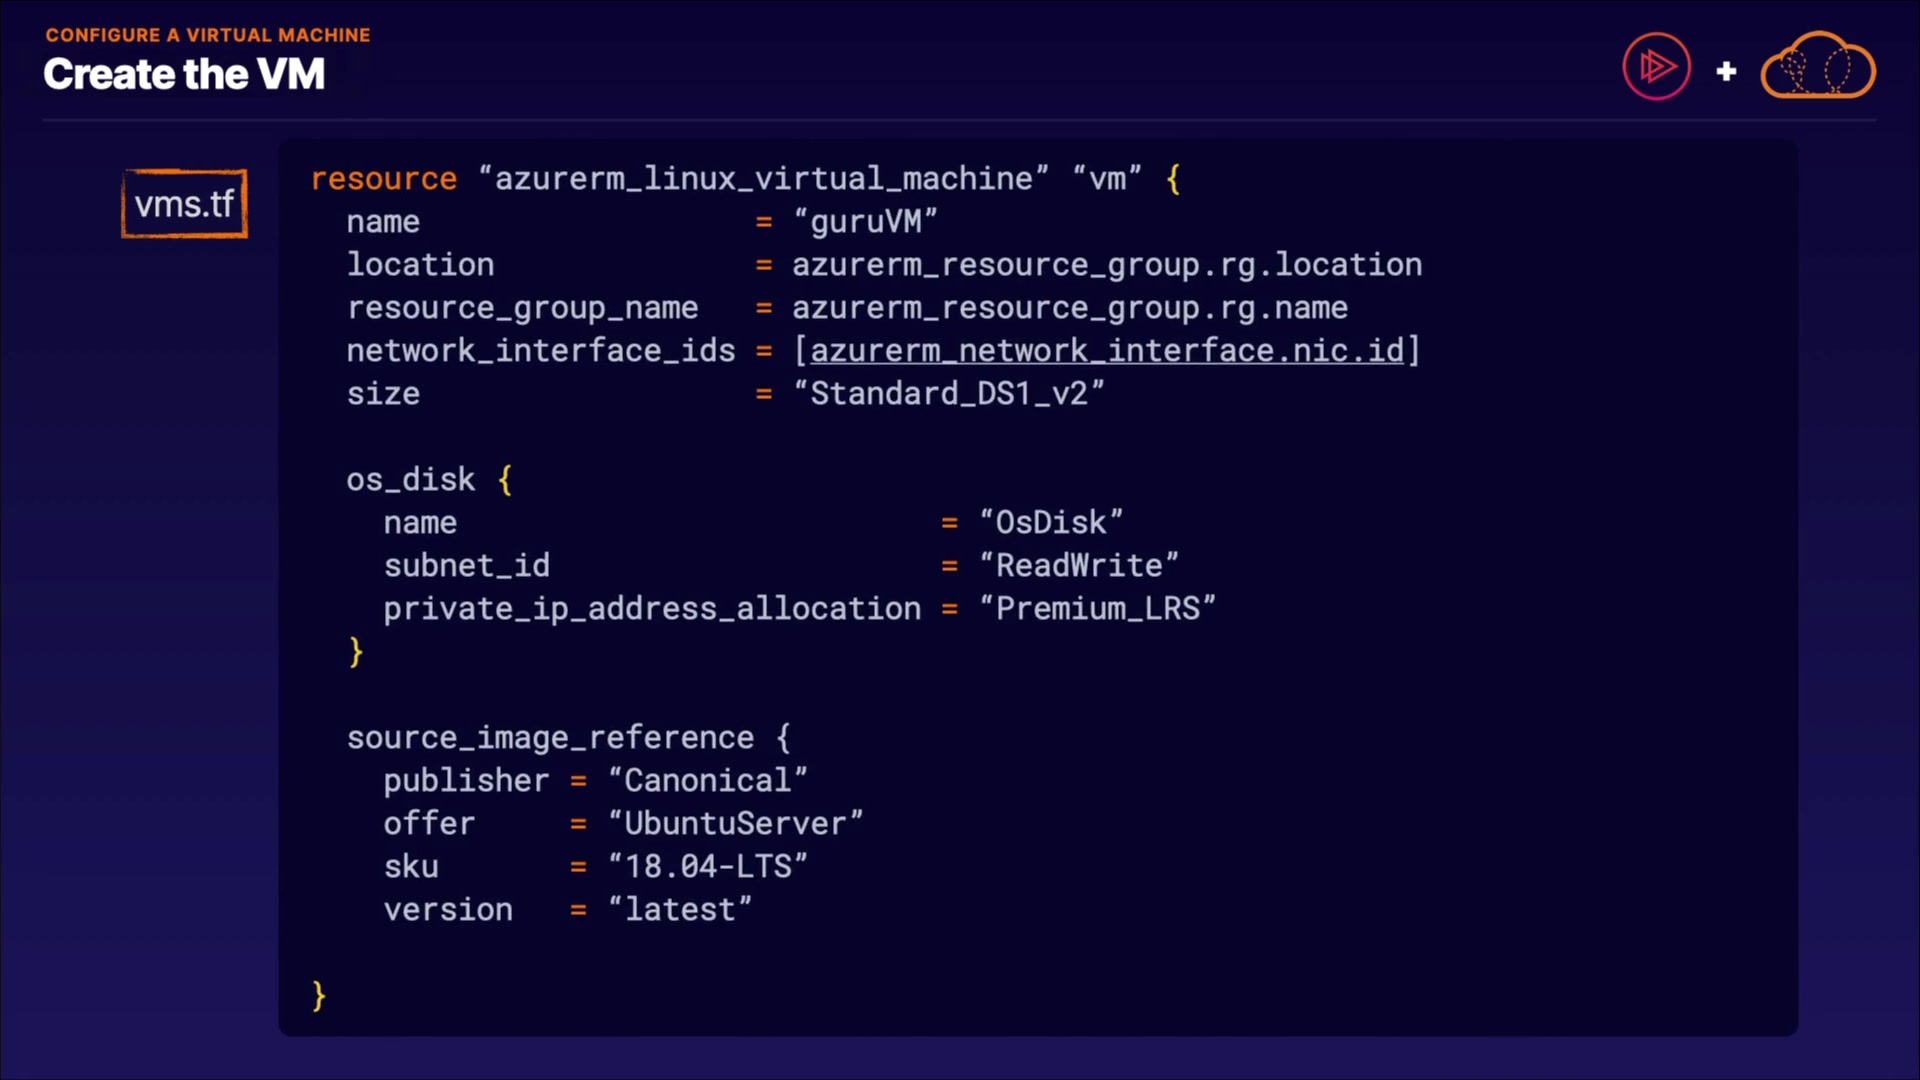 CONFIGURE A VIRTUAL MACHINE
Create the VM
vms.tf
resource “azurerm_linux_virtual_machine” “vm” {
name = “guruVM”
location = azurerm_resource_group.rg.location
resource_group_name = azurerm_resource_group.rg.name
network_interface_ids = [azurerm_network_interface.nic.id]
size = “Standard_DS1_v2”
os_disk {
name = “OsDisk”
subnet_id = “ReadWrite”
private_ip_address_allocation = “Premium_LRS”
}
source_image_reference {
publisher = “Canonical”
offer = “UbuntuServer”
sku = “18.04-LTS”
version = “latest”
}